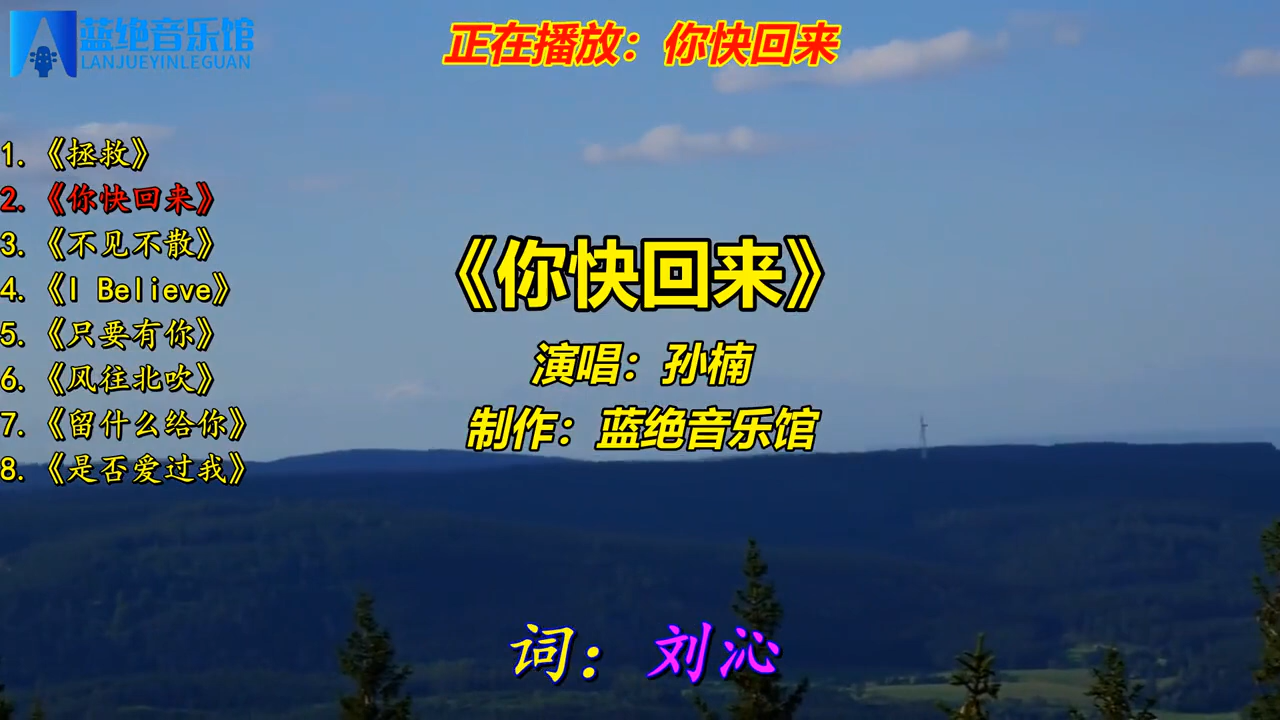 蓝绝音乐馆
LANJUEYINLEGUAN
正在播放：你快回来
1.《拯救》
2.《你快回来》
3.《不见不散》
4.《I Believe》
5.《只要有你》
6.《风往北吹》
7.《留什么给你》
8.《是否爱过我》
《你快回来》
演唱：孙楠
制作：蓝绝音乐馆
词：刘沁